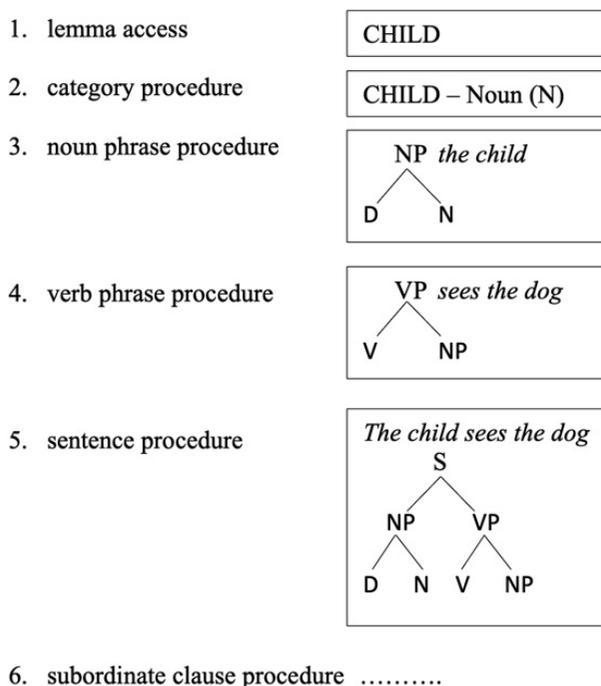 1. lemma access
CHILD
2. category procedure
CHILD – Noun (N)
3. noun phrase procedure
NP the child
D N
4. verb phrase procedure
VP sees the dog
V NP
5. sentence procedure
The child sees the dog
S
NP VP
D N V NP
6. subordinate clause procedure ..........